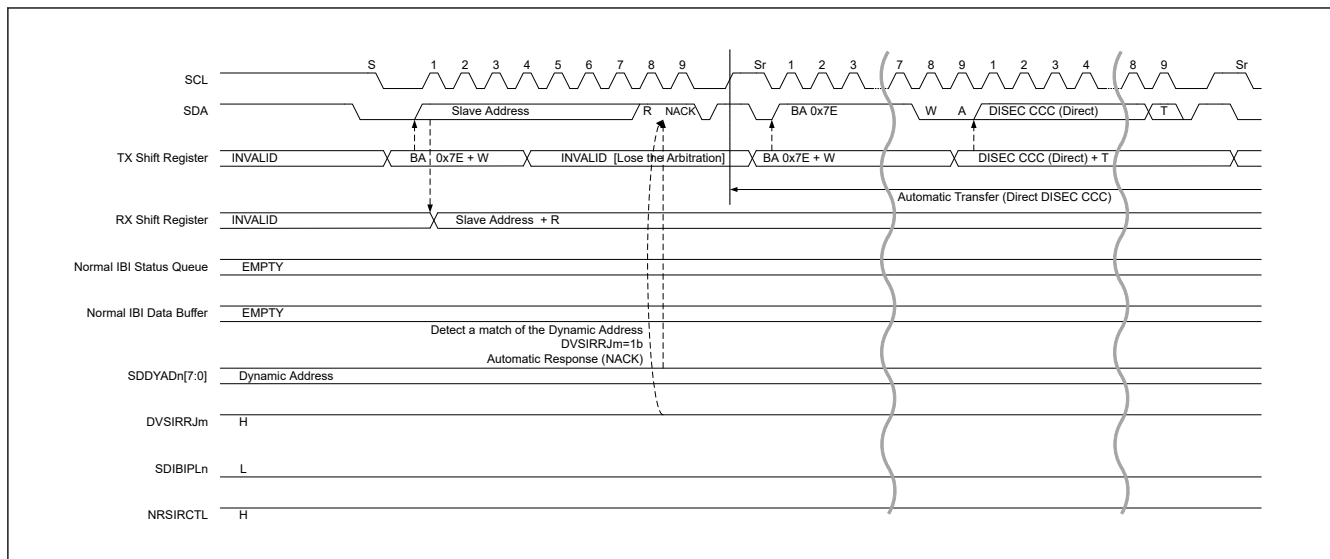 S 1 2 3 4 5 6 7 8 9 Sr 1 2 3 7 8 9 1 2 3 4 8 9 Sr
SCL
SDA Slave Address R NACK BA 0x7E W A DISEC CCC (Direct) T
TX Shift Register INVALID BA 0x7E + W INVALID [Lose the Arbitration] BA 0x7E + W DISEC CCC (Direct) + T
Automatic Transfer (Direct DISEC CCC)
RX Shift Register INVALID Slave Address + R
Normal IBI Status Queue EMPTY
Normal IBI Data Buffer EMPTY
Detect a match of the Dynamic Address
DVSIRRJm=1b
Automatic Response (NACK)
SDDYADn[7:0] Dynamic Address
DVSIRRJm H
SDIBIPLn L
NRSIRCTL H